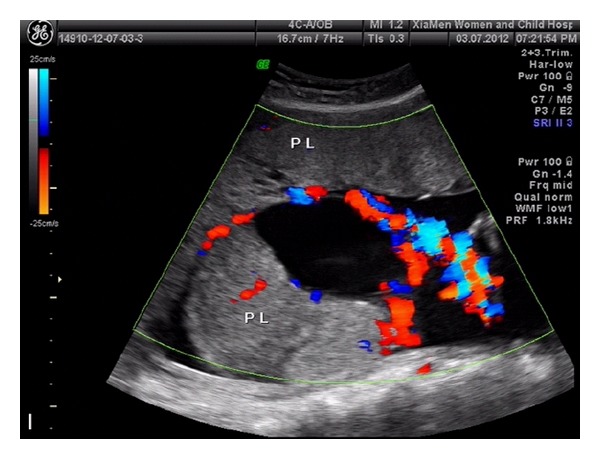 GE
14910-12-07-03-3
4C-A/OB
16.7cm / 7Hz
MI 1.2
TIs 0.3
XiaMen Women and Child Hosp
03.07.2012
07:21:54 PM
GE
2+3.Trim.
Har-low
Pwr 100
Gn -9
C7 / M5
P3 / E2
SRI II 3
Pwr 100
Gn -1.4
Frq mid
Qual norm
WMF low1
PRF 1.8kHz
25cm/s
-25cm/s
PL
PL